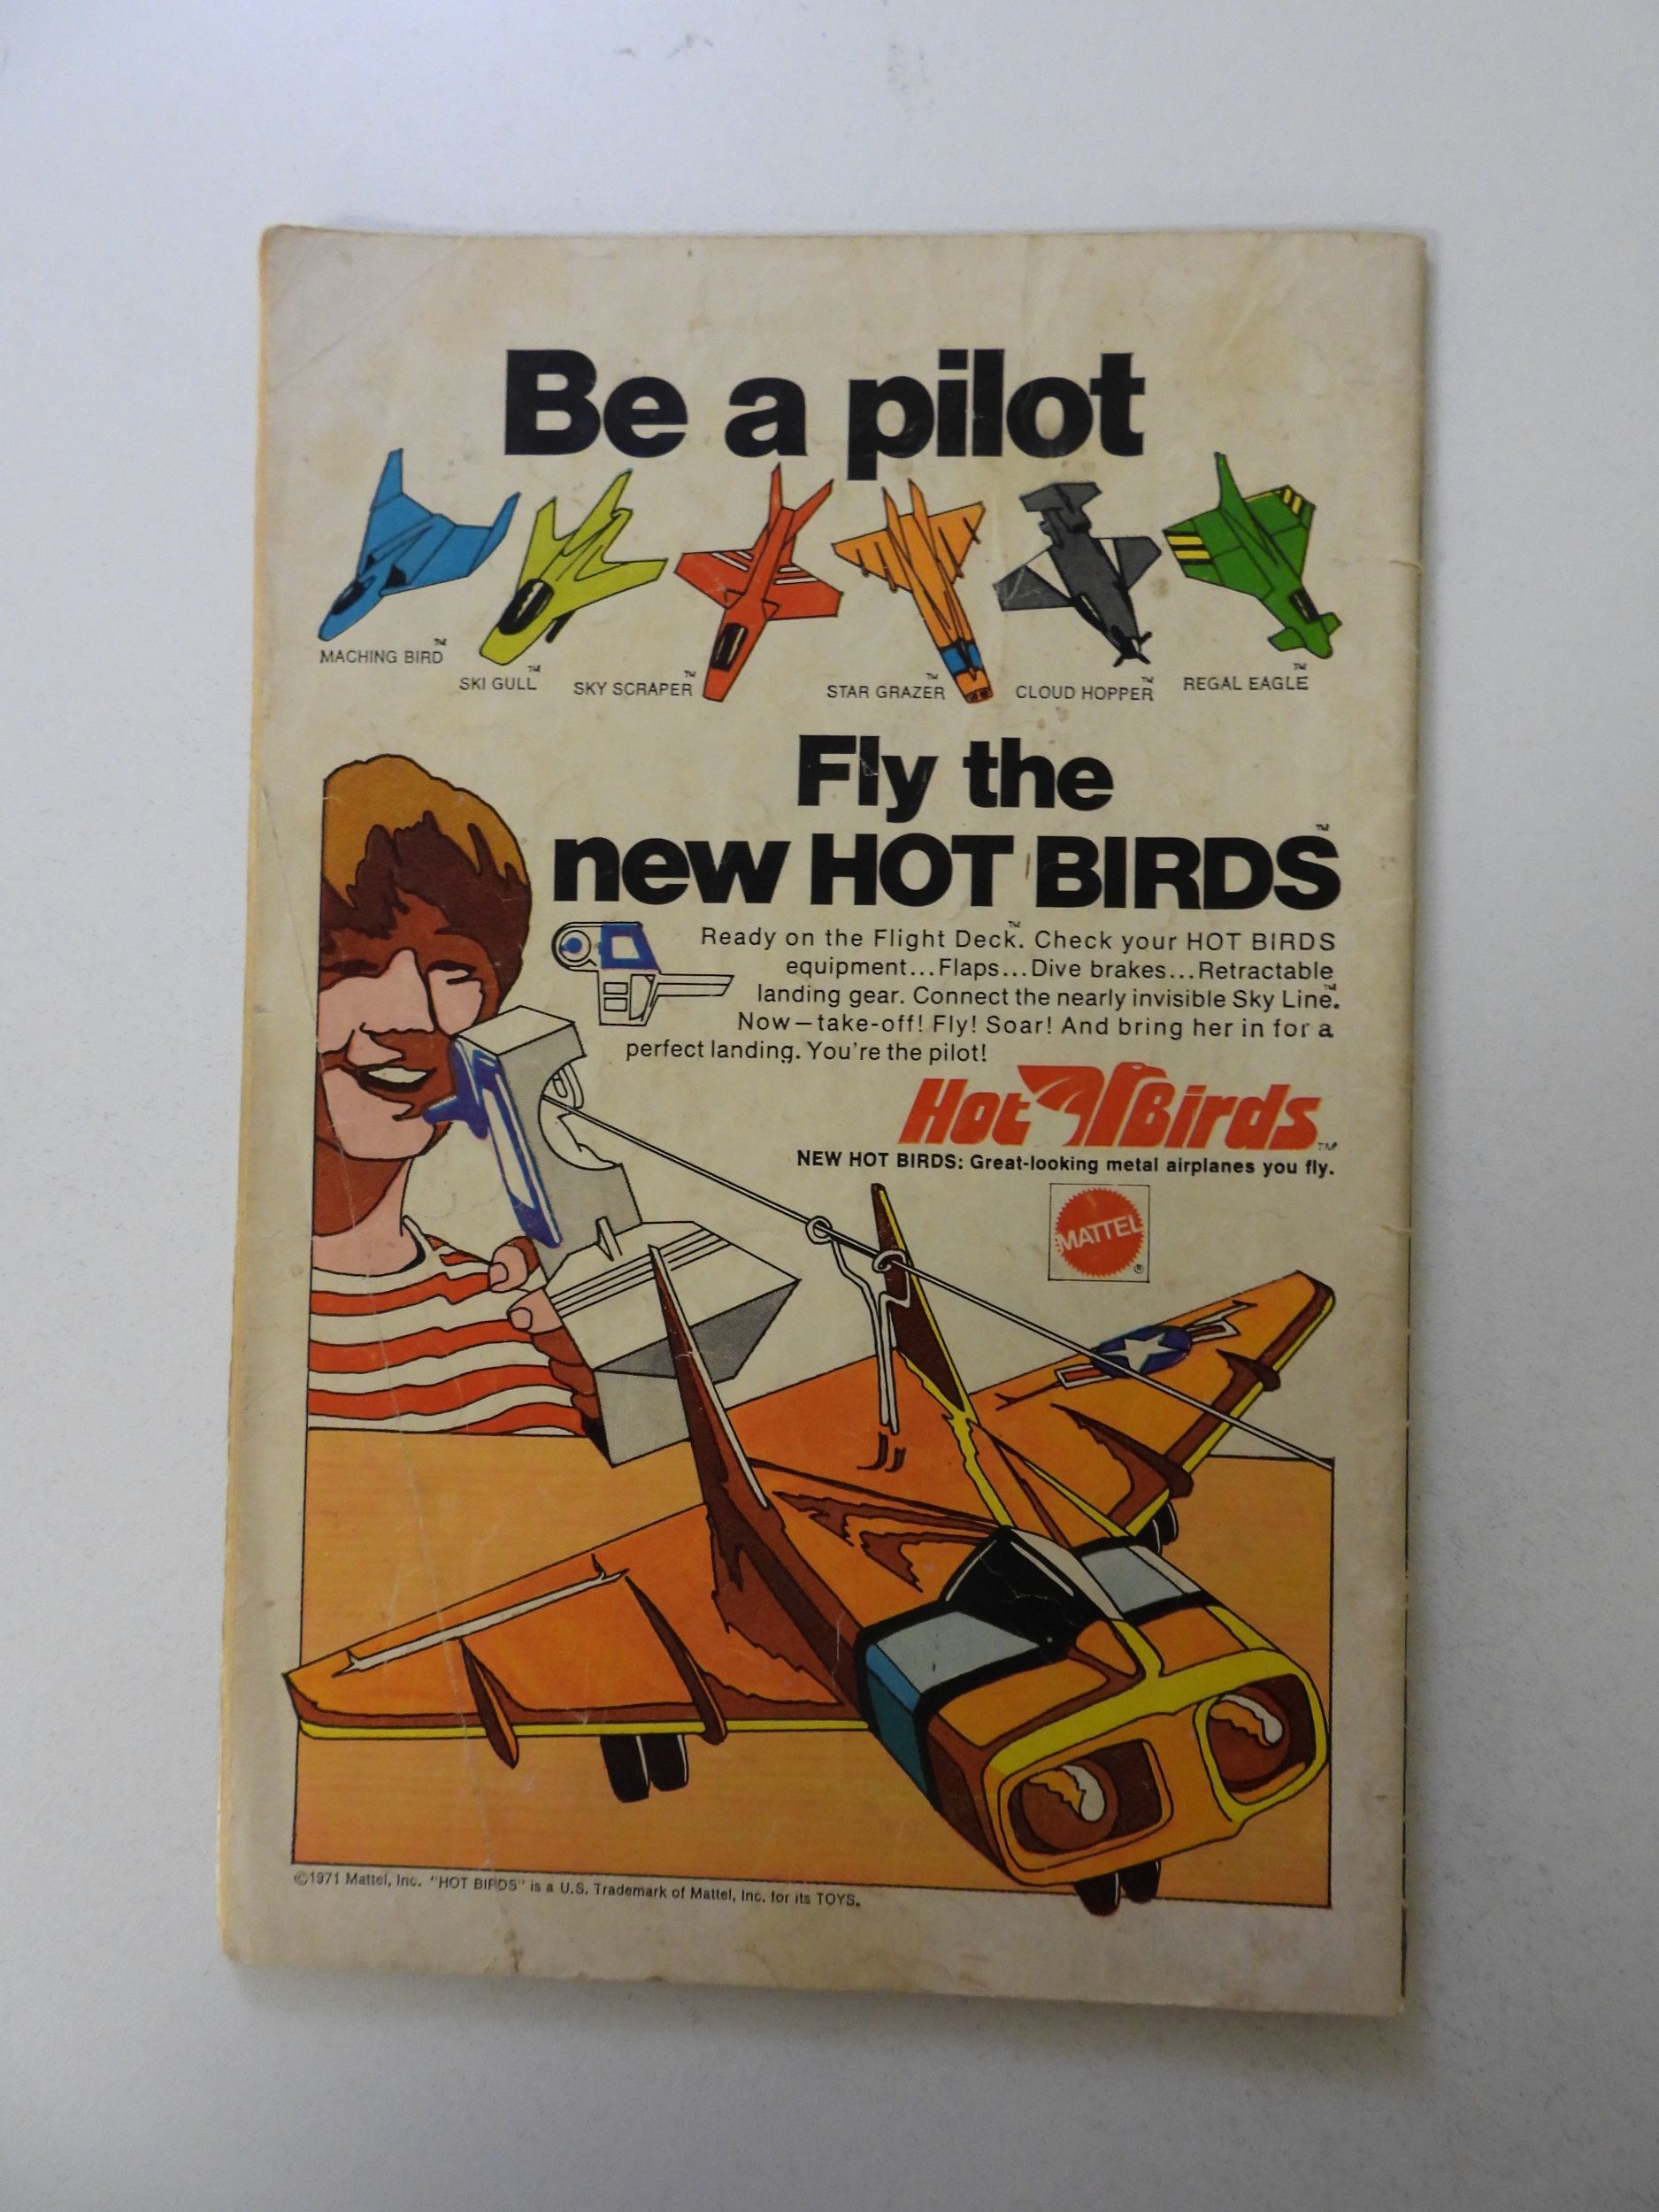 Be a pilot
MACHING BIRD™
SKI GULL™
SKY SCRAPER™
STAR GRAZER™
CLOUD HOPPER™
REGAL EAGLE™
Fly the
new HOT BIRDS™
Ready on the Flight Deck™. Check your HOT BIRDS
equipment...Flaps...Dive brakes...Retractable
landing gear. Connect the nearly invisible Sky Line™.
Now—take-off! Fly! Soar! And bring her in for a
perfect landing. You're the pilot!
Hot Birds™
NEW HOT BIRDS: Great-looking metal airplanes you fly.
MATTEL®
©1971 Mattel, Inc. "HOT BIRDS" is a U.S. Trademark of Mattel, Inc. for its TOYS.